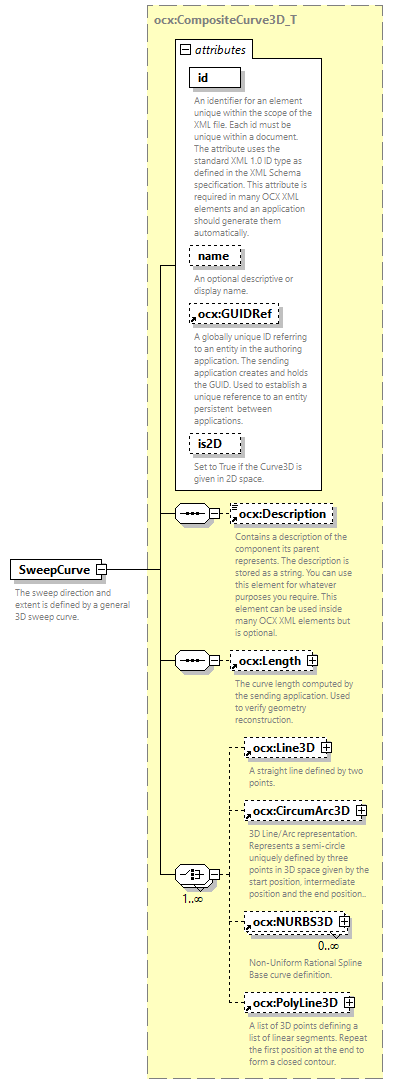 ocx:CompositeCurve3D_T
attributes
id
An identifier for an element
unique within the scope of the
XML file. Each id must be
unique within a document.
The attribute uses the
standard XML 1.0 ID type as
defined in the XML Schema
specification. This attribute is
required in many OCX XML
elements and an application
should generate them
automatically.
name
An optional descriptive or
display name.
ocx:GUIDRef
A globally unique ID referring
to an entity in the authoring
application. The sending
application creates and holds
the GUID. Used to establish a
unique reference to an entity
persistent between
applications.
is2D
Set to True if the Curve3D is
given in 2D space.
ocx:Description
Contains a description of the
component its parent
represents. The description is
stored as a string. You can use
this element for whatever
purposes you require. This
element can be used inside
many OCX XML elements but
is optional.
SweepCurve
The sweep direction and
extent is defined by a general
3D sweep curve.
ocx:Length
The curve length computed by
the sending application. Used
to verify geometry
reconstruction.
ocx:Line3D
A straight line defined by two
points.
ocx:CircumArc3D
3D Line/Arc representation.
Represents a semi-circle
uniquely defined by three
points in 3D space given by the
start position, intermediate
position and the end position..
1..∞
ocx:NURBS3D
0..∞
Non-Uniform Rational Spline
Base curve definition.
ocx:PolyLine3D
A list of 3D points defining a
list of linear segments. Repeat
the first position at the end to
form a closed contour.